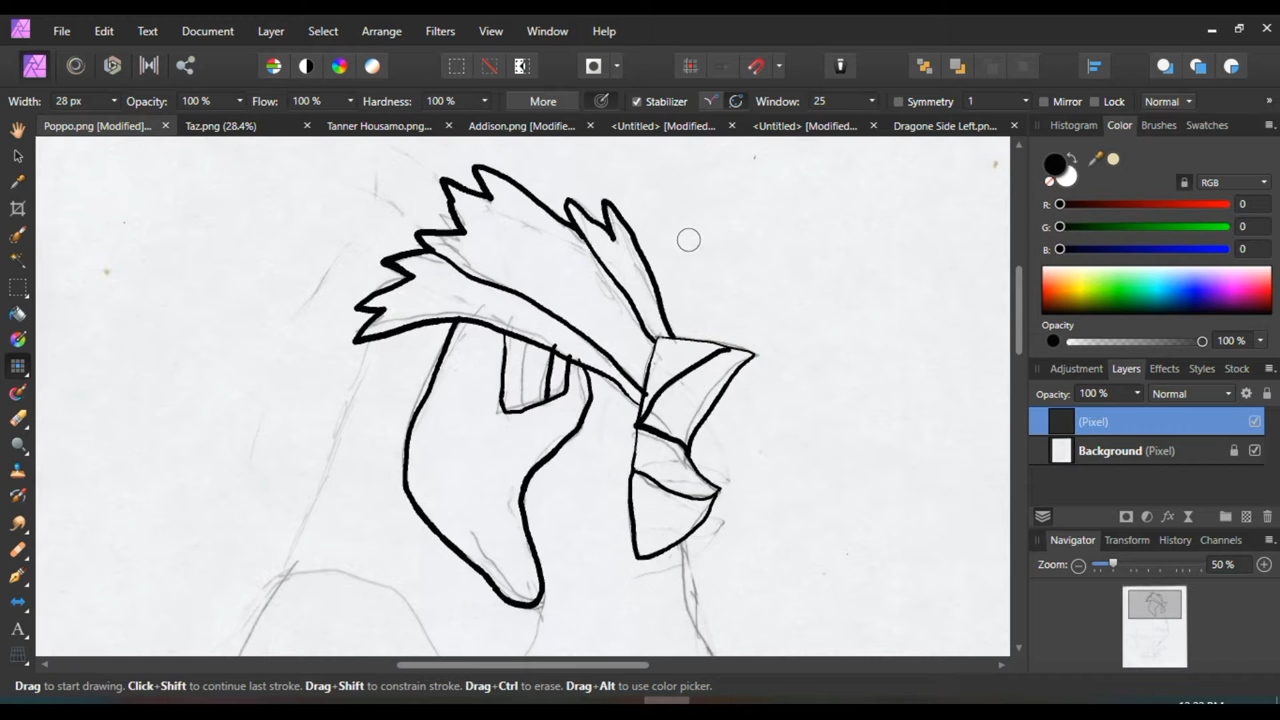 File Edit Text Document Layer Select Arrange Filters View Window Help
Width: 28 px Opacity: 100 % Flow: 100 % Hardness: 100 % More Stabilizer Window: 25 Symmetry 1 Mirror Lock Normal »
Poppo.png [Modified]... × Taz.png (28.4%) × Tanner Housamo.png... × Addison.png [Modifie... × <Untitled> [Modified... × <Untitled> [Modified... × Dragone Side Left.pn... ×
Histogram Color Brushes Swatches
RGB
R: 0
G: 0
B: 0
Opacity
100 %
Adjustment Layers Effects Styles Stock
Opacity: 100 % Normal
(Pixel)
Background (Pixel)
Navigator Transform History Channels
Zoom: 50 %
A
Drag to start drawing. Click+Shift to continue last stroke. Drag+Shift to constrain stroke. Drag+Ctrl to erase. Drag+Alt to use color picker.